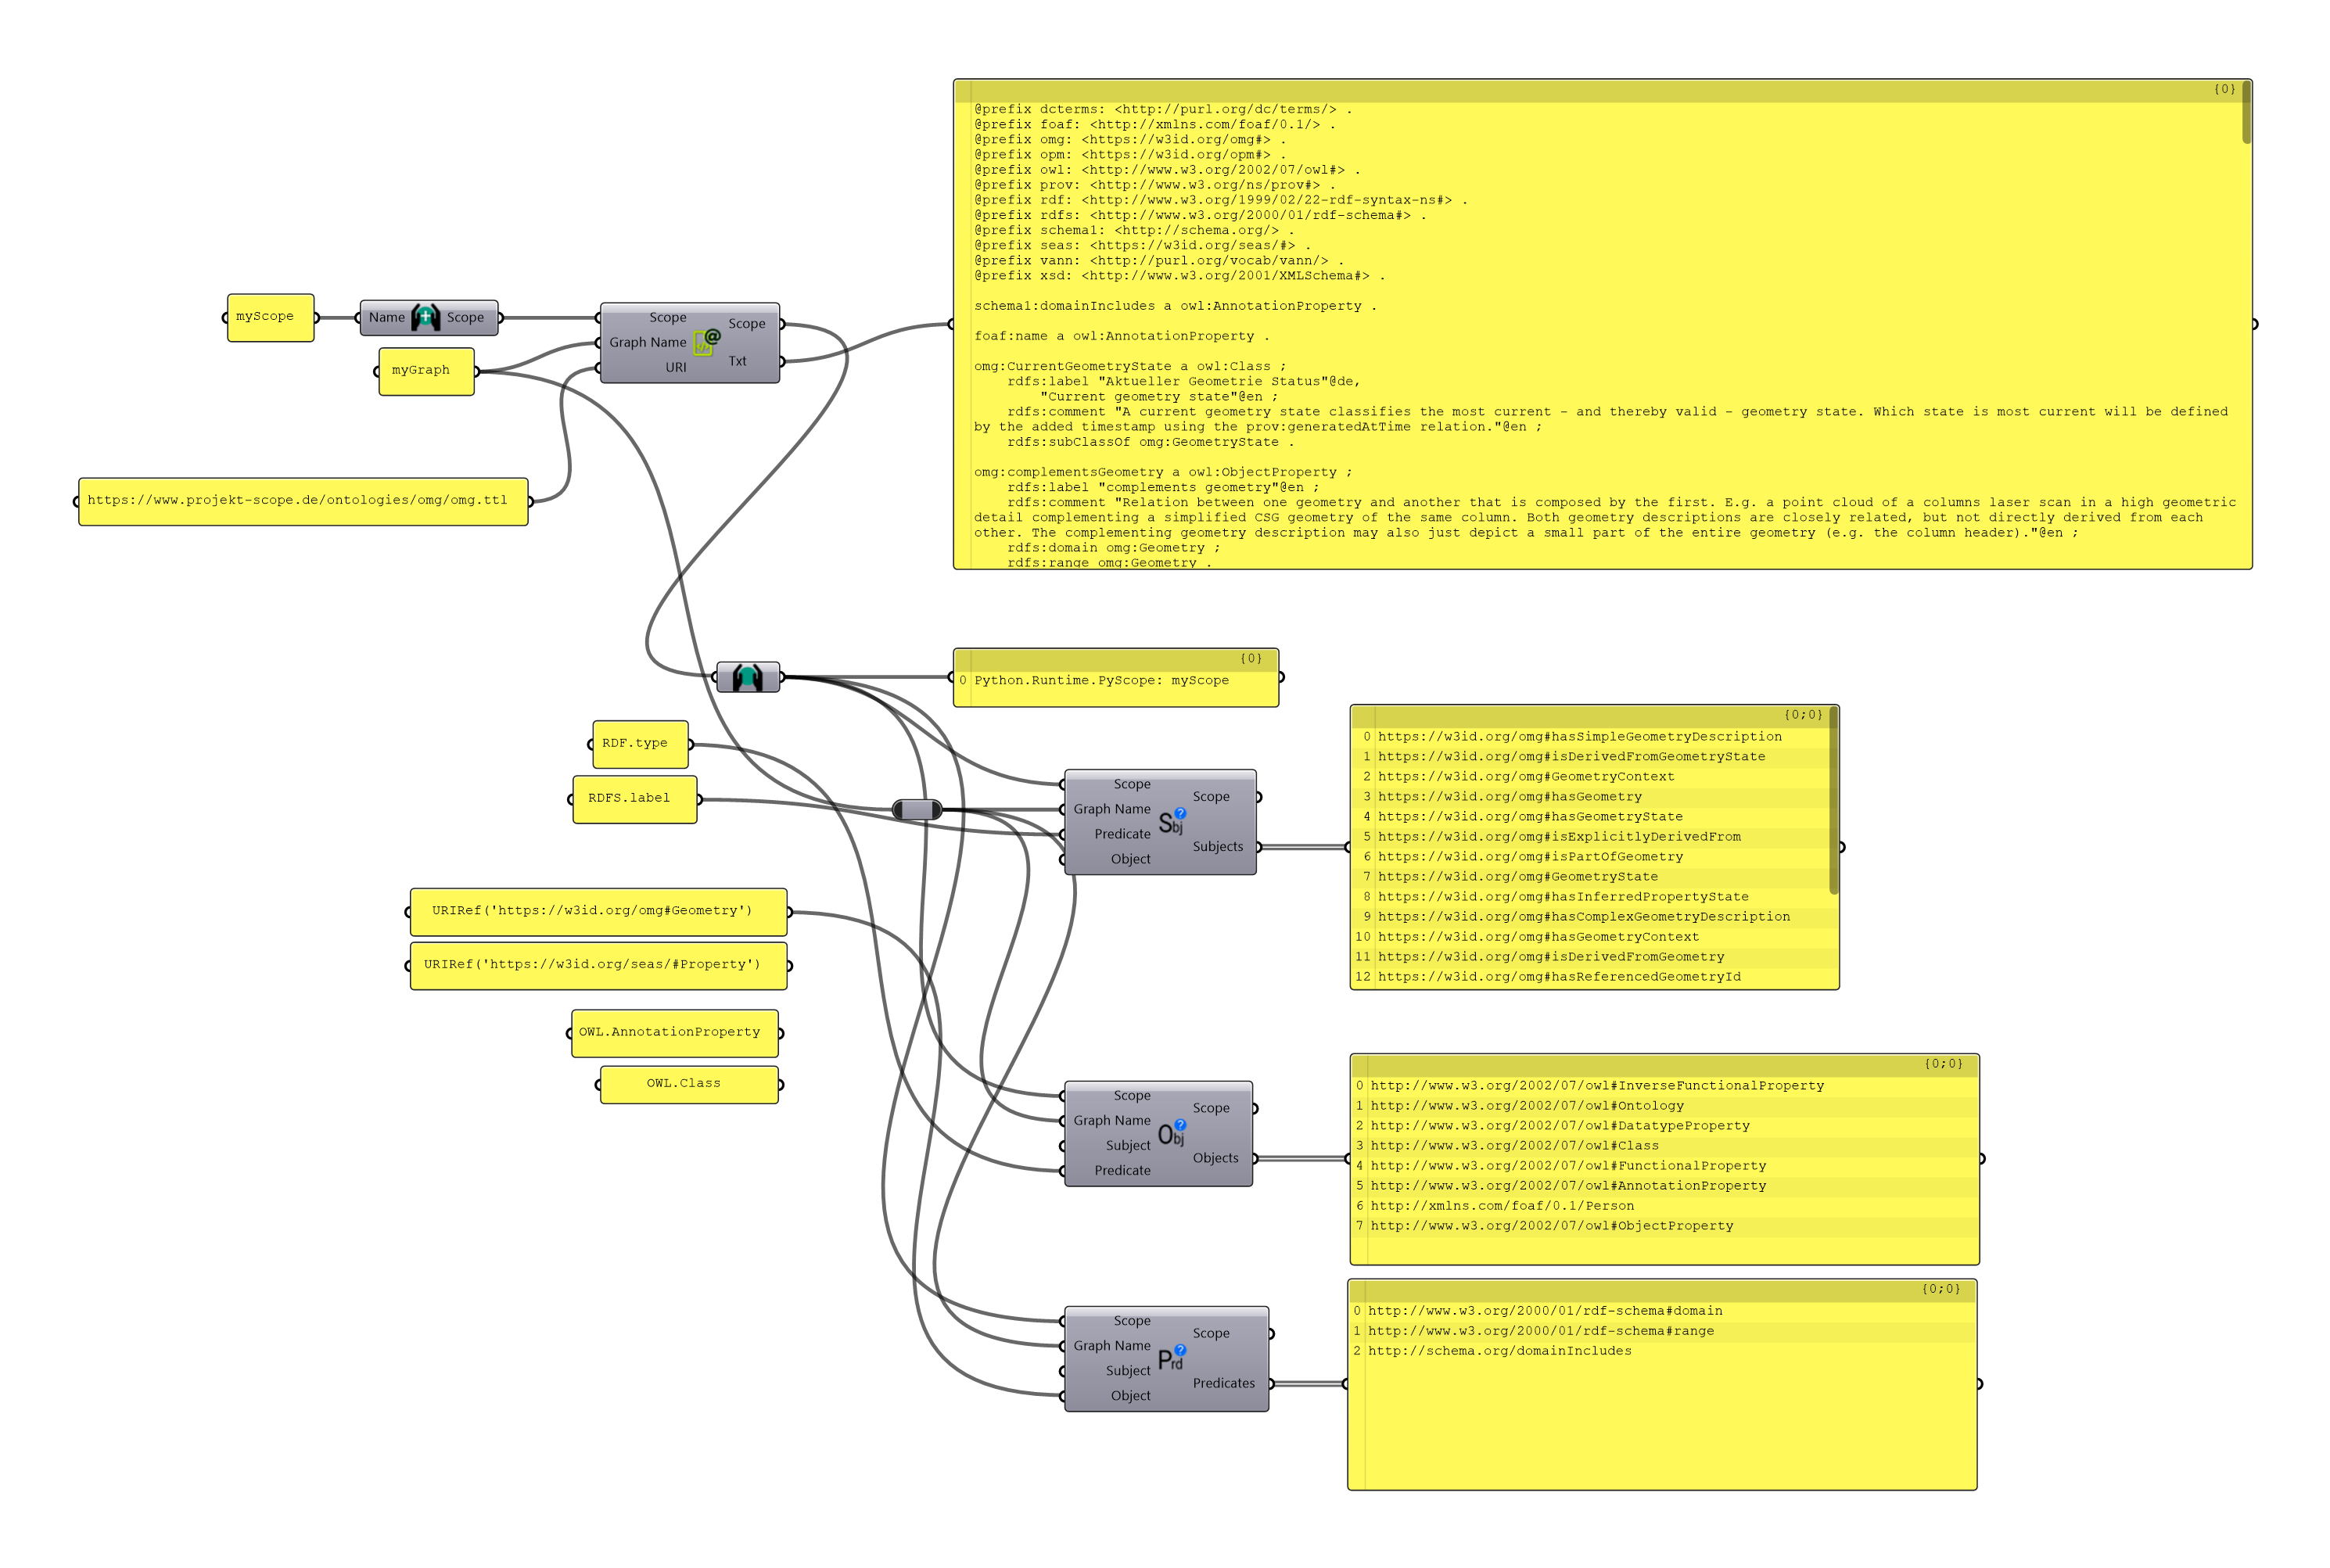 {0}
@prefix dcterms: <http://purl.org/dc/terms/> .
@prefix foaf: <http://xmlns.com/foaf/0.1/> .
@prefix omg: <https://w3id.org/omg#> .
@prefix opm: <https://w3id.org/opm#> .
@prefix owl: <http://www.w3.org/2002/07/owl#> .
@prefix prov: <http://www.w3.org/ns/prov#> .
@prefix rdf: <http://www.w3.org/1999/02/22-rdf-syntax-ns#> .
@prefix rdfs: <http://www.w3.org/2000/01/rdf-schema#> .
@prefix schema1: <http://schema.org/> .
@prefix seas: <https://w3id.org/seas/#> .
@prefix vann: <http://purl.org/vocab/vann/> .
@prefix xsd: <http://www.w3.org/2001/XMLSchema#> .
schema1:domainIncludes a owl:AnnotationProperty .
foaf:name a owl:AnnotationProperty .
omg:CurrentGeometryState a owl:Class ;
rdfs:label "Aktueller Geometrie Status"@de,
"Current geometry state"@en ;
rdfs:comment "A current geometry state classifies the most current - and thereby valid - geometry state. Which state is most current will be defined
by the added timestamp using the prov:generatedAtTime relation."@en ;
rdfs:subClassOf omg:GeometryState .
omg:complementsGeometry a owl:ObjectProperty ;
rdfs:label "complements geometry"@en ;
rdfs:comment "Relation between one geometry and another that is composed by the first. E.g. a point cloud of a columns laser scan in a high geometric
detail complementing a simplified CSG geometry of the same column. Both geometry descriptions are closely related, but not directly derived from each
other. The complementing geometry description may also just depict a small part of the entire geometry (e.g. the column header)."@en ;
rdfs:domain omg:Geometry ;
rdfs:range omg:Geometry .
myScope
Name Scope
myGraph
Scope
Graph Name
URI
Scope
Txt
</>
@
https://www.projekt-scope.de/ontologies/omg/omg.ttl
{0}
0 Python.Runtime.PyScope: myScope
RDF.type
RDFS.label
URIRef('https://w3id.org/omg#Geometry')
URIRef('https://w3id.org/seas/#Property')
OWL.AnnotationProperty
OWL.Class
Scope
Graph Name
Predicate
Object
Sbj
?
Scope
Subjects
{0;0}
0 https://w3id.org/omg#hasSimpleGeometryDescription
1 https://w3id.org/omg#isDerivedFromGeometryState
2 https://w3id.org/omg#GeometryContext
3 https://w3id.org/omg#hasGeometry
4 https://w3id.org/omg#hasGeometryState
5 https://w3id.org/omg#isExplicitlyDerivedFrom
6 https://w3id.org/omg#isPartOfGeometry
7 https://w3id.org/omg#GeometryState
8 https://w3id.org/omg#hasInferredPropertyState
9 https://w3id.org/omg#hasComplexGeometryDescription
10 https://w3id.org/omg#hasGeometryContext
11 https://w3id.org/omg#isDerivedFromGeometry
12 https://w3id.org/omg#hasReferencedGeometryId
Scope
Graph Name
Subject
Predicate
Obj
?
Scope
Objects
{0;0}
0 http://www.w3.org/2002/07/owl#InverseFunctionalProperty
1 http://www.w3.org/2002/07/owl#Ontology
2 http://www.w3.org/2002/07/owl#DatatypeProperty
3 http://www.w3.org/2002/07/owl#Class
4 http://www.w3.org/2002/07/owl#FunctionalProperty
5 http://www.w3.org/2002/07/owl#AnnotationProperty
6 http://xmlns.com/foaf/0.1/Person
7 http://www.w3.org/2002/07/owl#ObjectProperty
Scope
Graph Name
Subject
Object
Prd
?
Scope
Predicates
{0;0}
0 http://www.w3.org/2000/01/rdf-schema#domain
1 http://www.w3.org/2000/01/rdf-schema#range
2 http://schema.org/domainIncludes